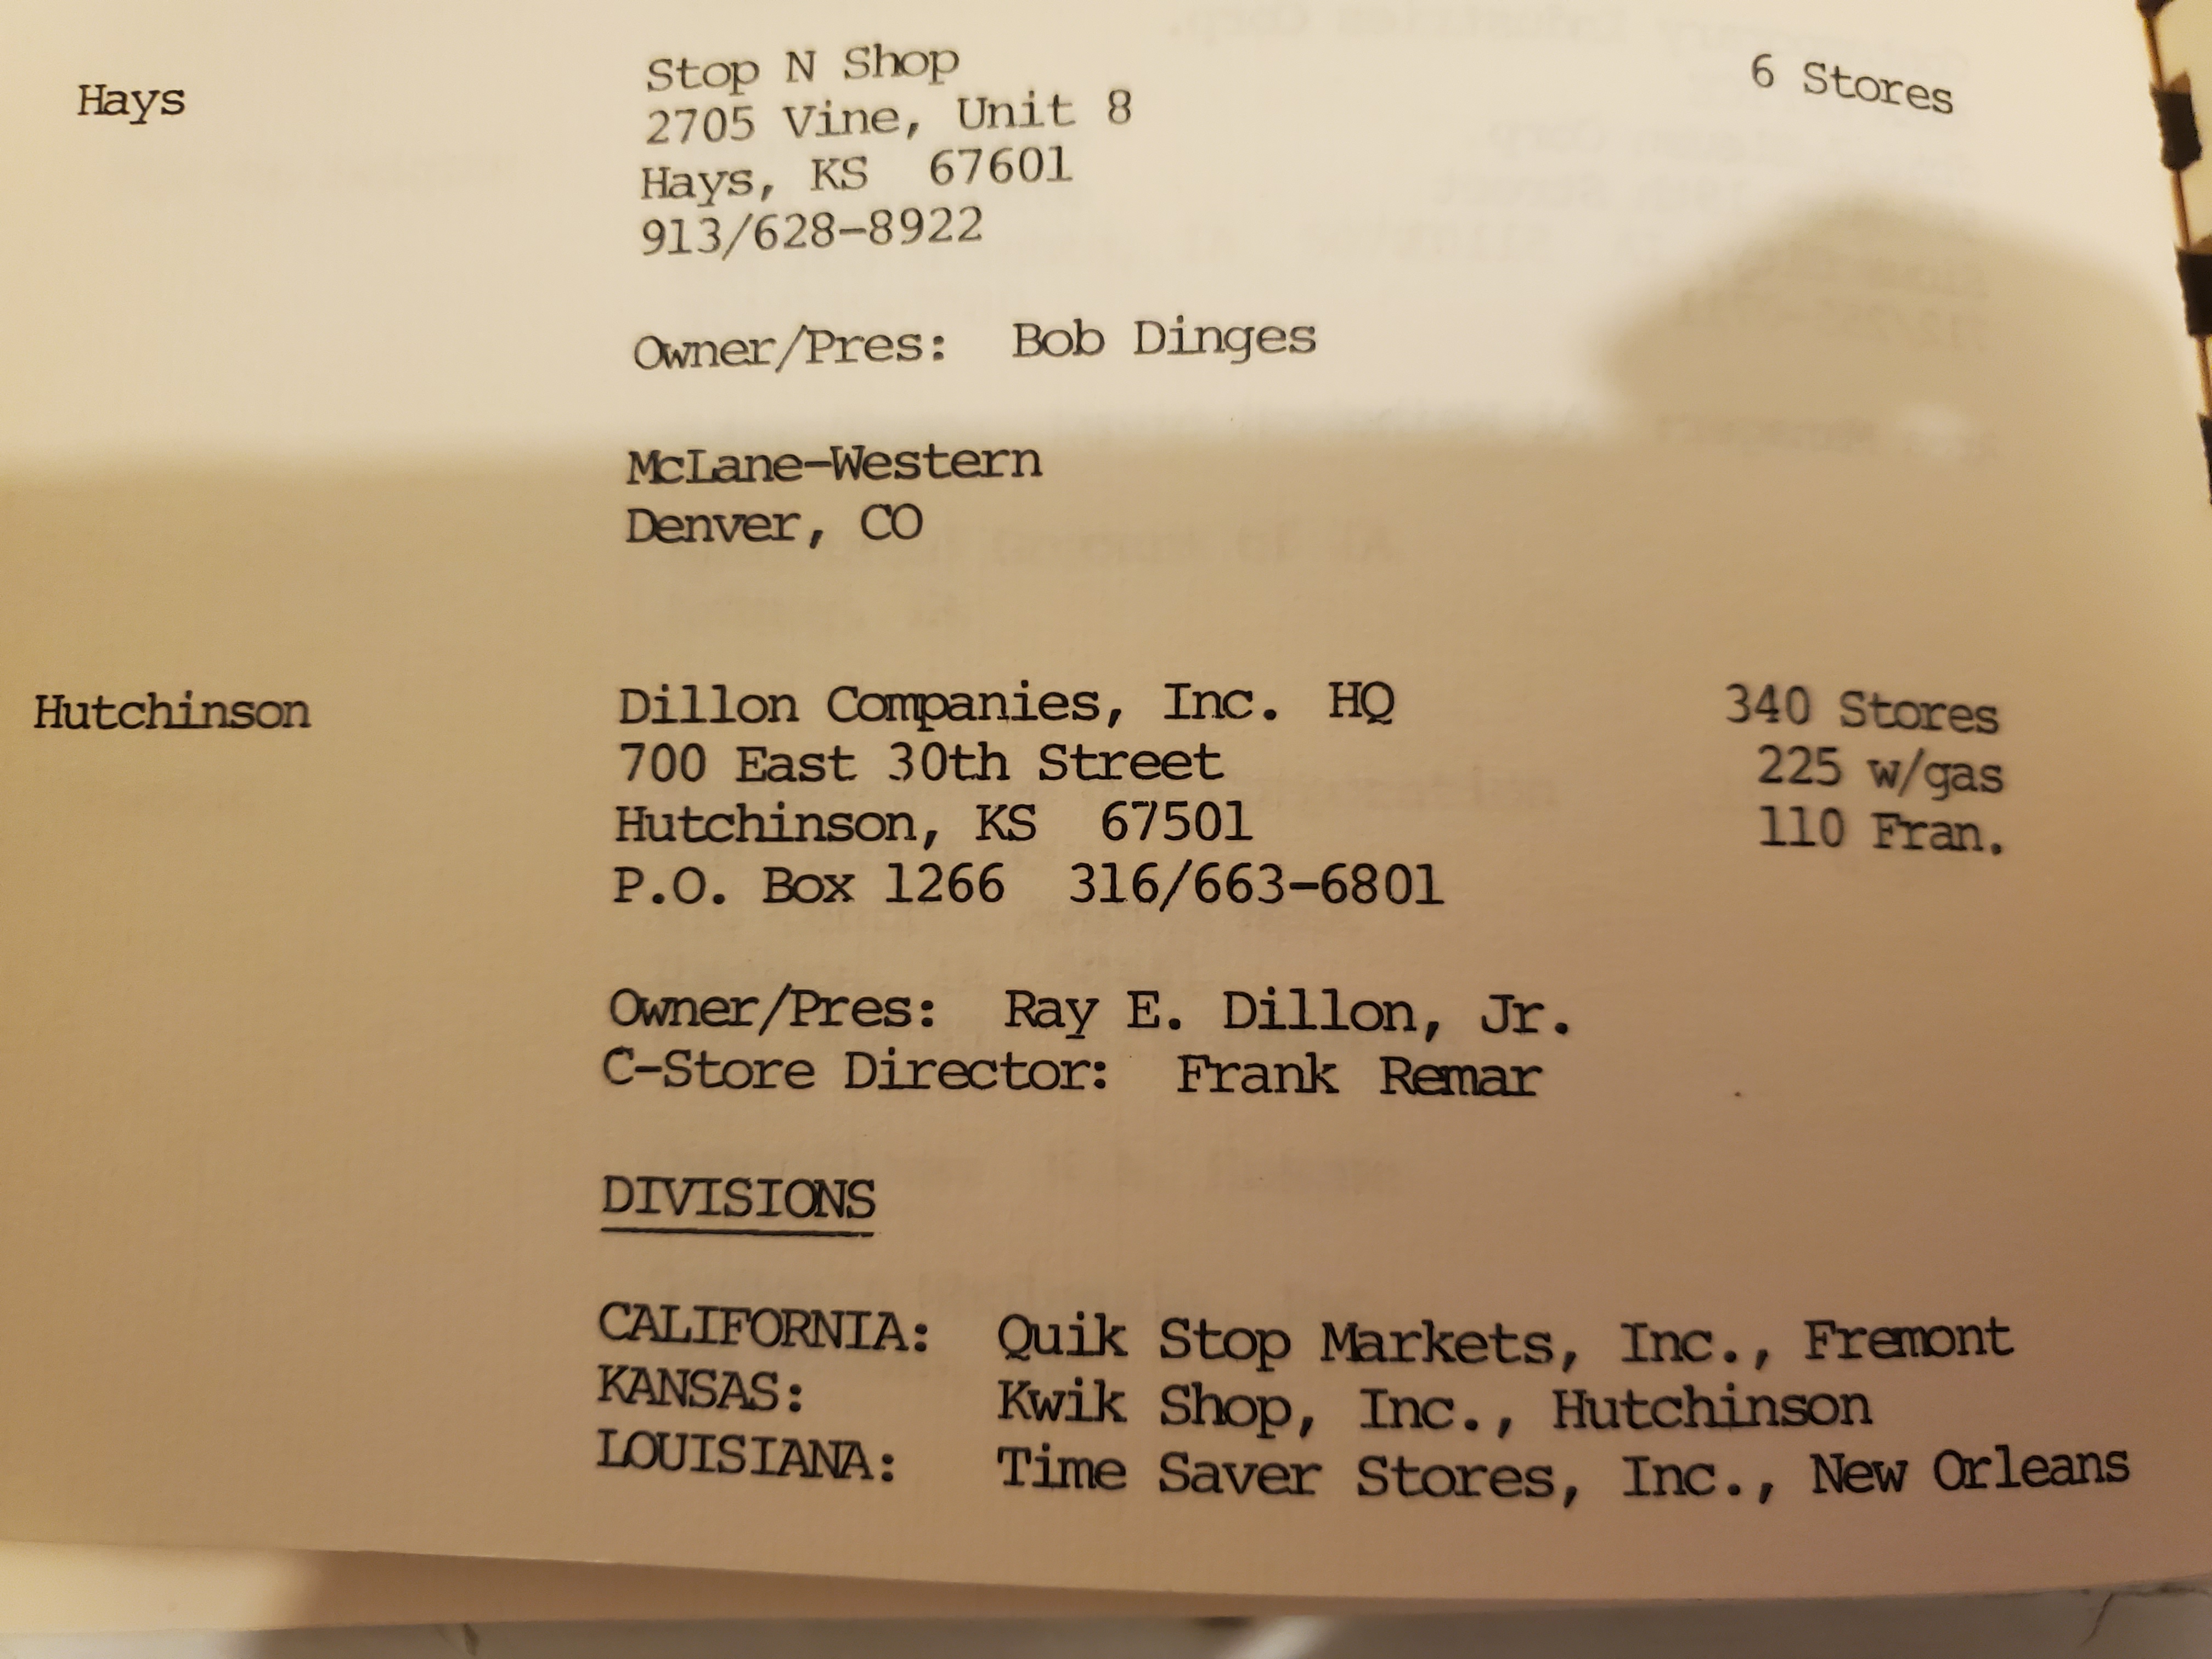 Hays
Stop N Shop
6 Stores
2705 Vine, Unit 8
Hays, KS  67601
913/628-8922
Owner/Pres:  Bob Dinges
McLane-Western
Denver, CO
Hutchinson
Dillon Companies, Inc. HQ
340 Stores
700 East 30th Street
225 w/gas
Hutchinson, KS  67501
110 Fran.
P.O. Box 1266  316/663-6801
Owner/Pres:  Ray E. Dillon, Jr.
C-Store Director:  Frank Remar
DIVISIONS
CALIFORNIA:  Quik Stop Markets, Inc., Fremont
KANSAS:  Kwik Shop, Inc., Hutchinson
LOUISIANA:  Time Saver Stores, Inc., New Orleans